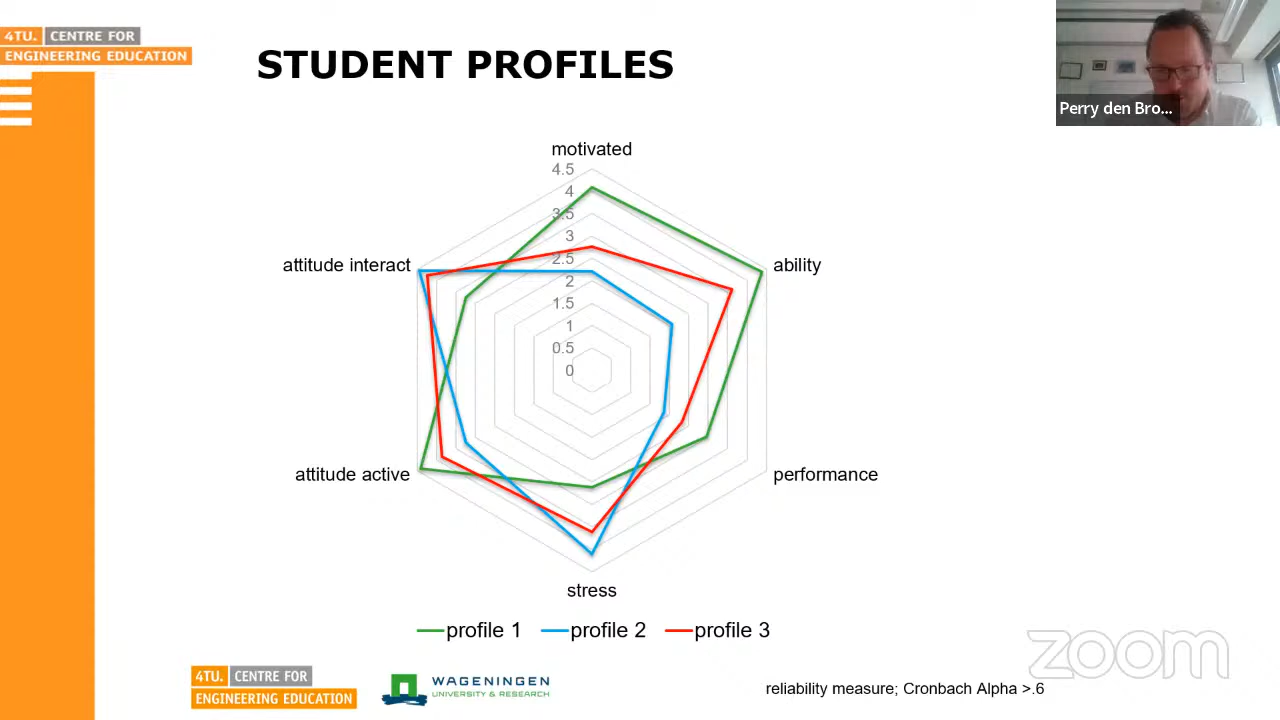 4TU. CENTRE FOR
ENGINEERING EDUCATION
STUDENT PROFILES
Perry den Bro...
motivated
4.5
4
3.5
3
2.5
2
1.5
1
0.5
0
attitude interact
ability
attitude active
performance
stress
profile 1 profile 2 profile 3
4TU. CENTRE FOR
ENGINEERING EDUCATION
WAGENINGEN
UNIVERSITY & RESEARCH
reliability measure; Cronbach Alpha >.6
zoom